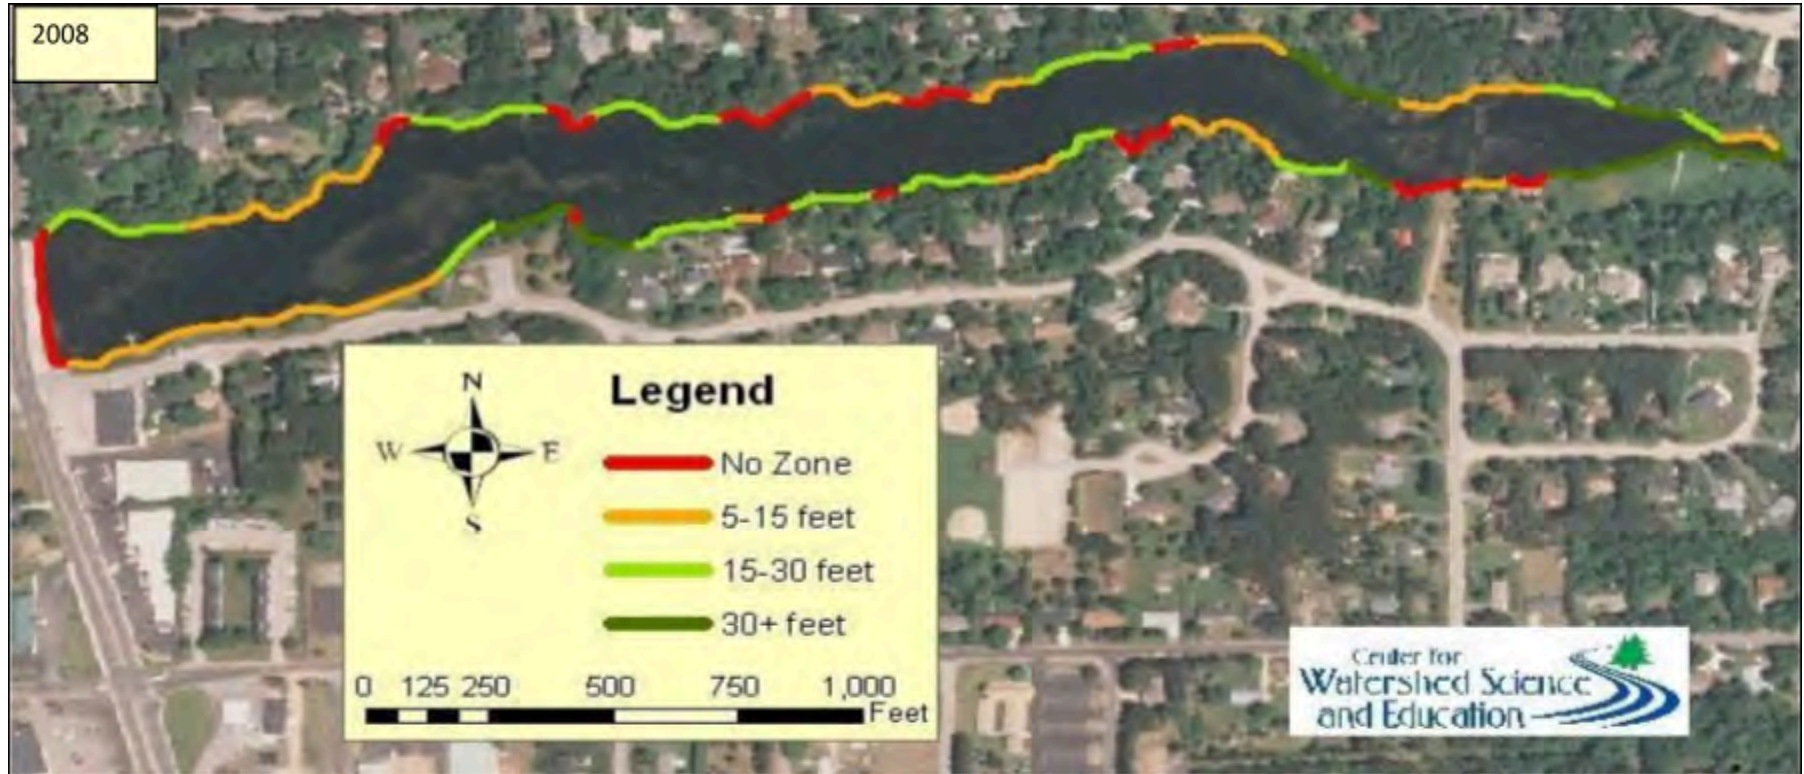 2008
Legend
N
W E
S
No Zone
5-15 feet
15-30 feet
30+ feet
0 125 250 500 750 1,000
Feet
Center for
Watershed Science
and Education